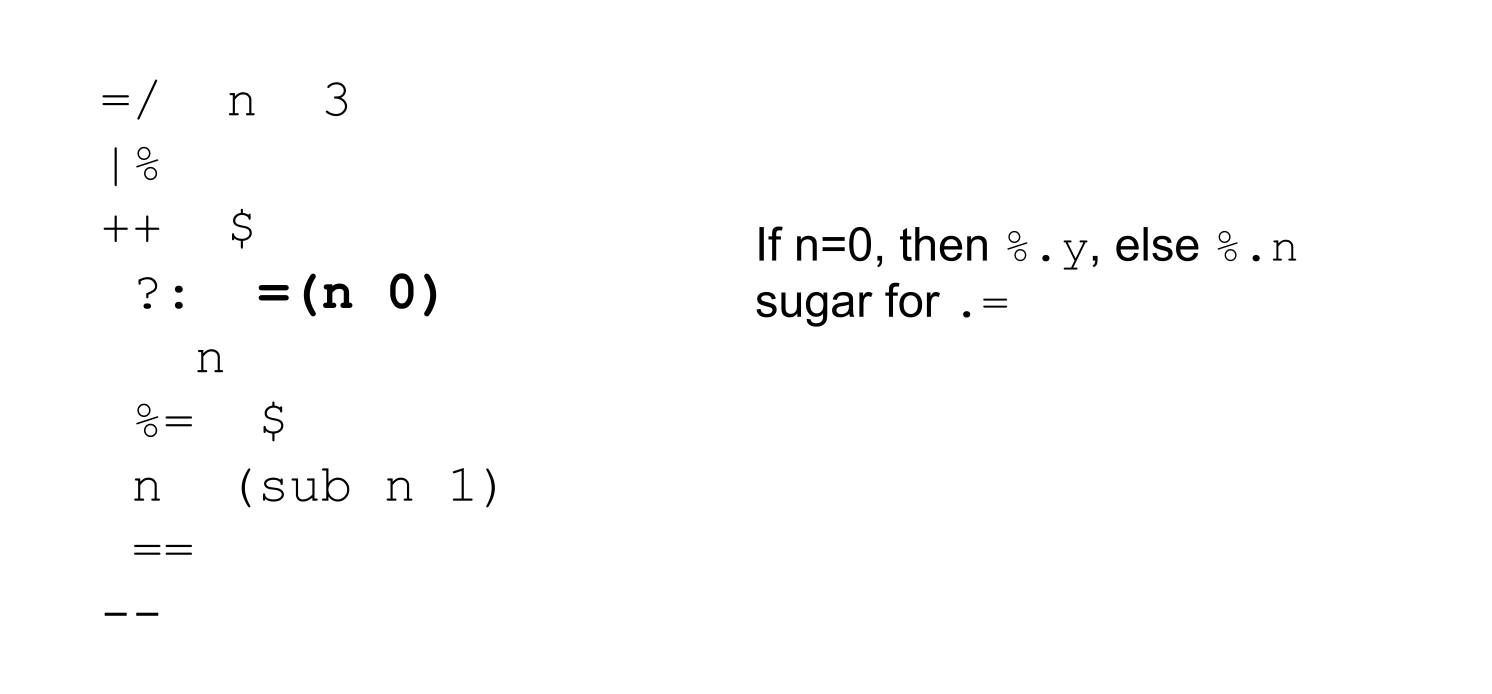 =/  n  3
|%
++  $
  ?:  =(n 0)
    n
  %=  $
  n  (sub n 1)
  ==
--
If n=0, then %.y, else %.n
sugar for .=